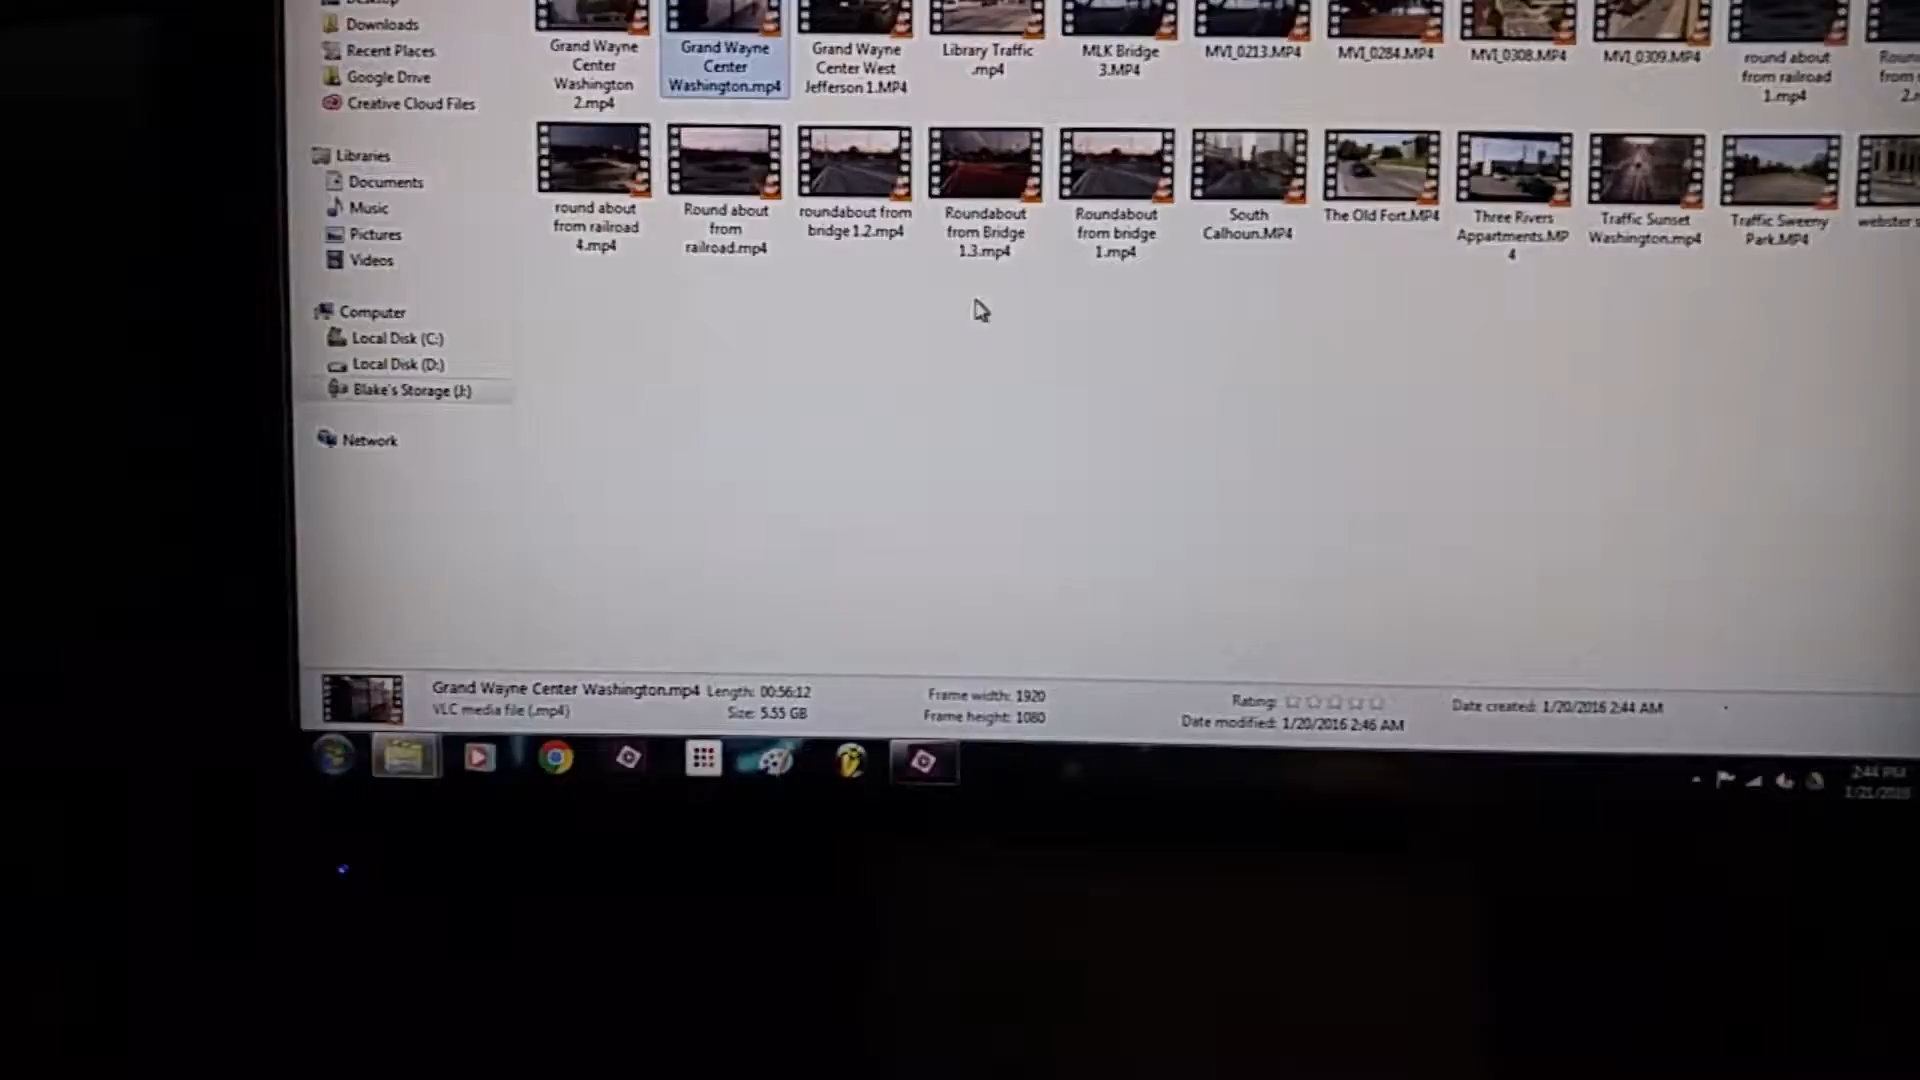 Downloads
Recent Places
Google Drive
Creative Cloud Files
Libraries
Documents
Music
Pictures
Videos
Computer
Local Disk (C:)
Local Disk (D:)
Blake's Storage (J:)
Network
Grand Wayne
Center
Washington
2.mp4
Grand Wayne
Center
Washington.mp4
Grand Wayne
Center West
Jefferson 1.MP4
Library Traffic
.mp4
MLK Bridge
3.MP4
MVI_0213.MP4
MVI_0284.MP4
MVI_0308.MP4
MVI_0309.MP4
round about
from railroad
1.mp4
round about
from railroad
4.mp4
Round about
from
railroad.mp4
roundabout from
bridge 1.2.mp4
Roundabout
from Bridge
1.3.mp4
Roundabout
from bridge
1.mp4
South
Calhoun.MP4
The Old Fort.MP4
Three Rivers
Appartments.MP
4
Traffic Sunset
Washington.mp4
Traffic Sweeny
Park.MP4
webster
Grand Wayne Center Washington.mp4 Length: 00:56:12
VLC media file (.mp4) Size: 5.55 GB
Frame width: 1920
Frame height: 1080
Rating:
Date modified: 1/20/2016 2:46 AM
Date created: 1/20/2016 2:44 AM
2:44 PM